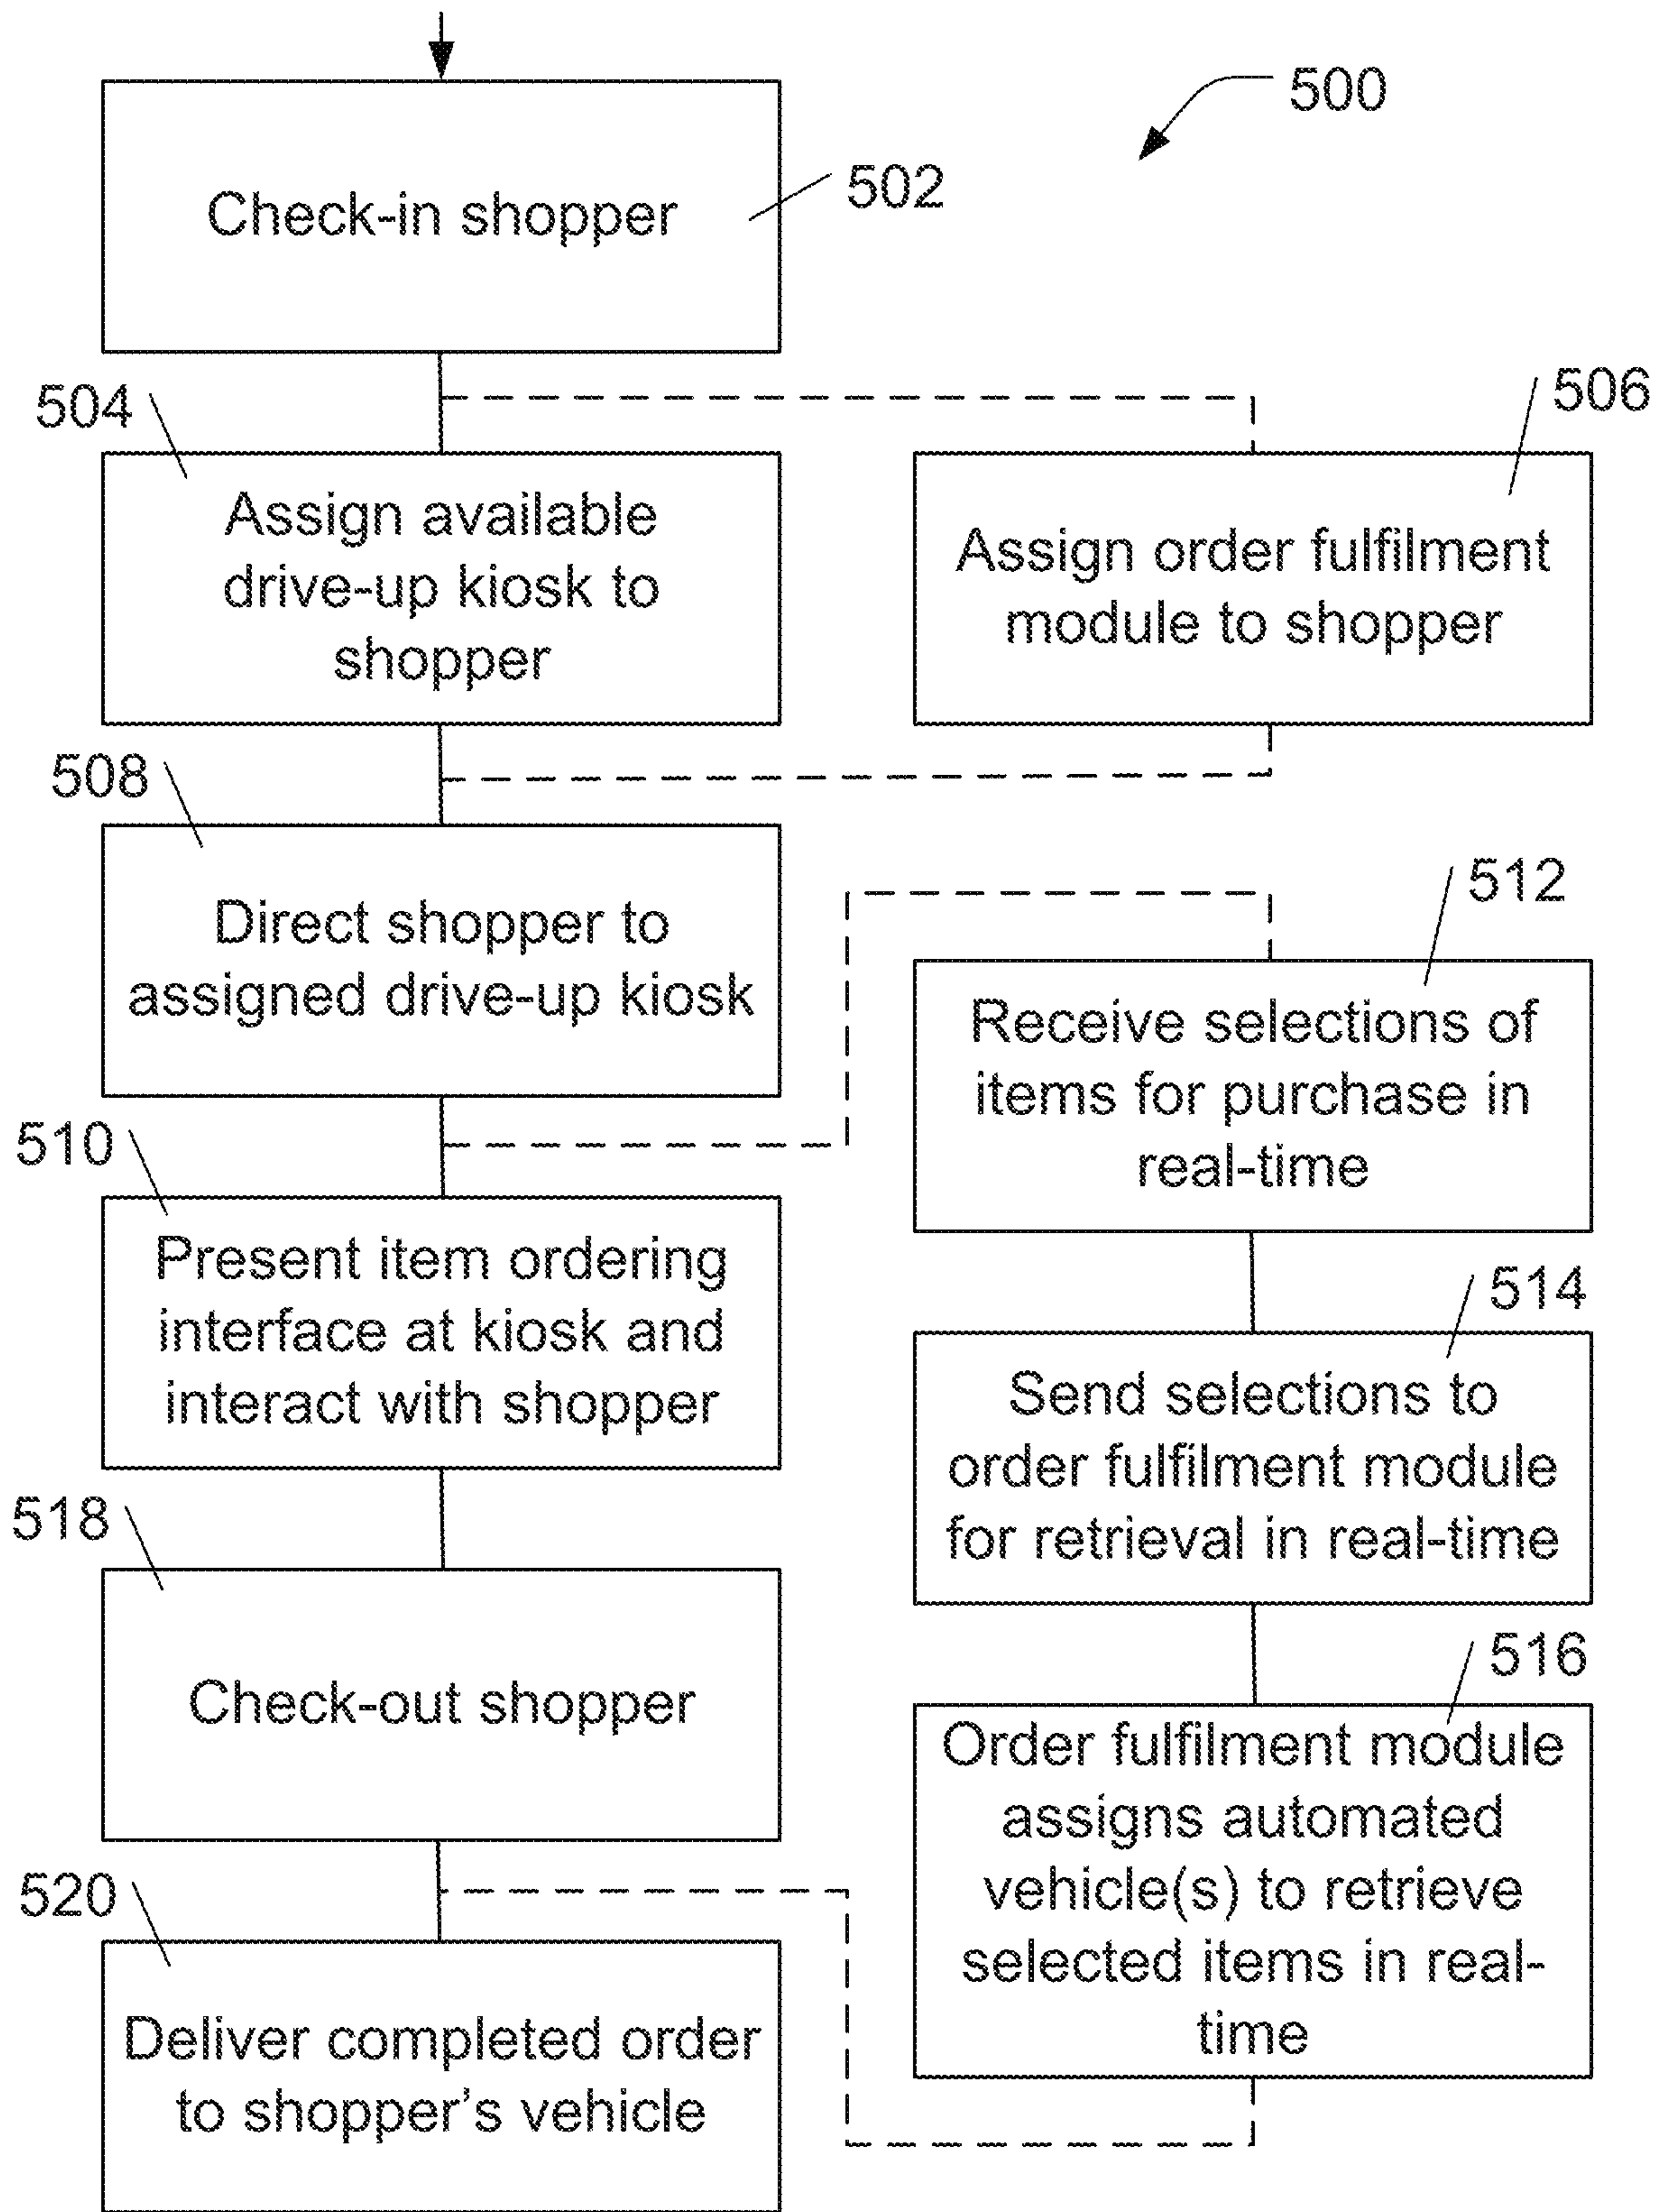 500
502
Check-in shopper
504
506
Assign available
drive-up kiosk to
shopper
Assign order fulfilment
module to shopper
508
Direct shopper to
assigned drive-up kiosk
512
Receive selections of
items for purchase in
real-time
510
Present item ordering
interface at kiosk and
interact with shopper
514
Send selections to
order fulfilment module
for retrieval in real-time
518
Check-out shopper
516
Order fulfilment module
assigns automated
vehicle(s) to retrieve
selected items in real-
time
520
Deliver completed order
to shopper's vehicle